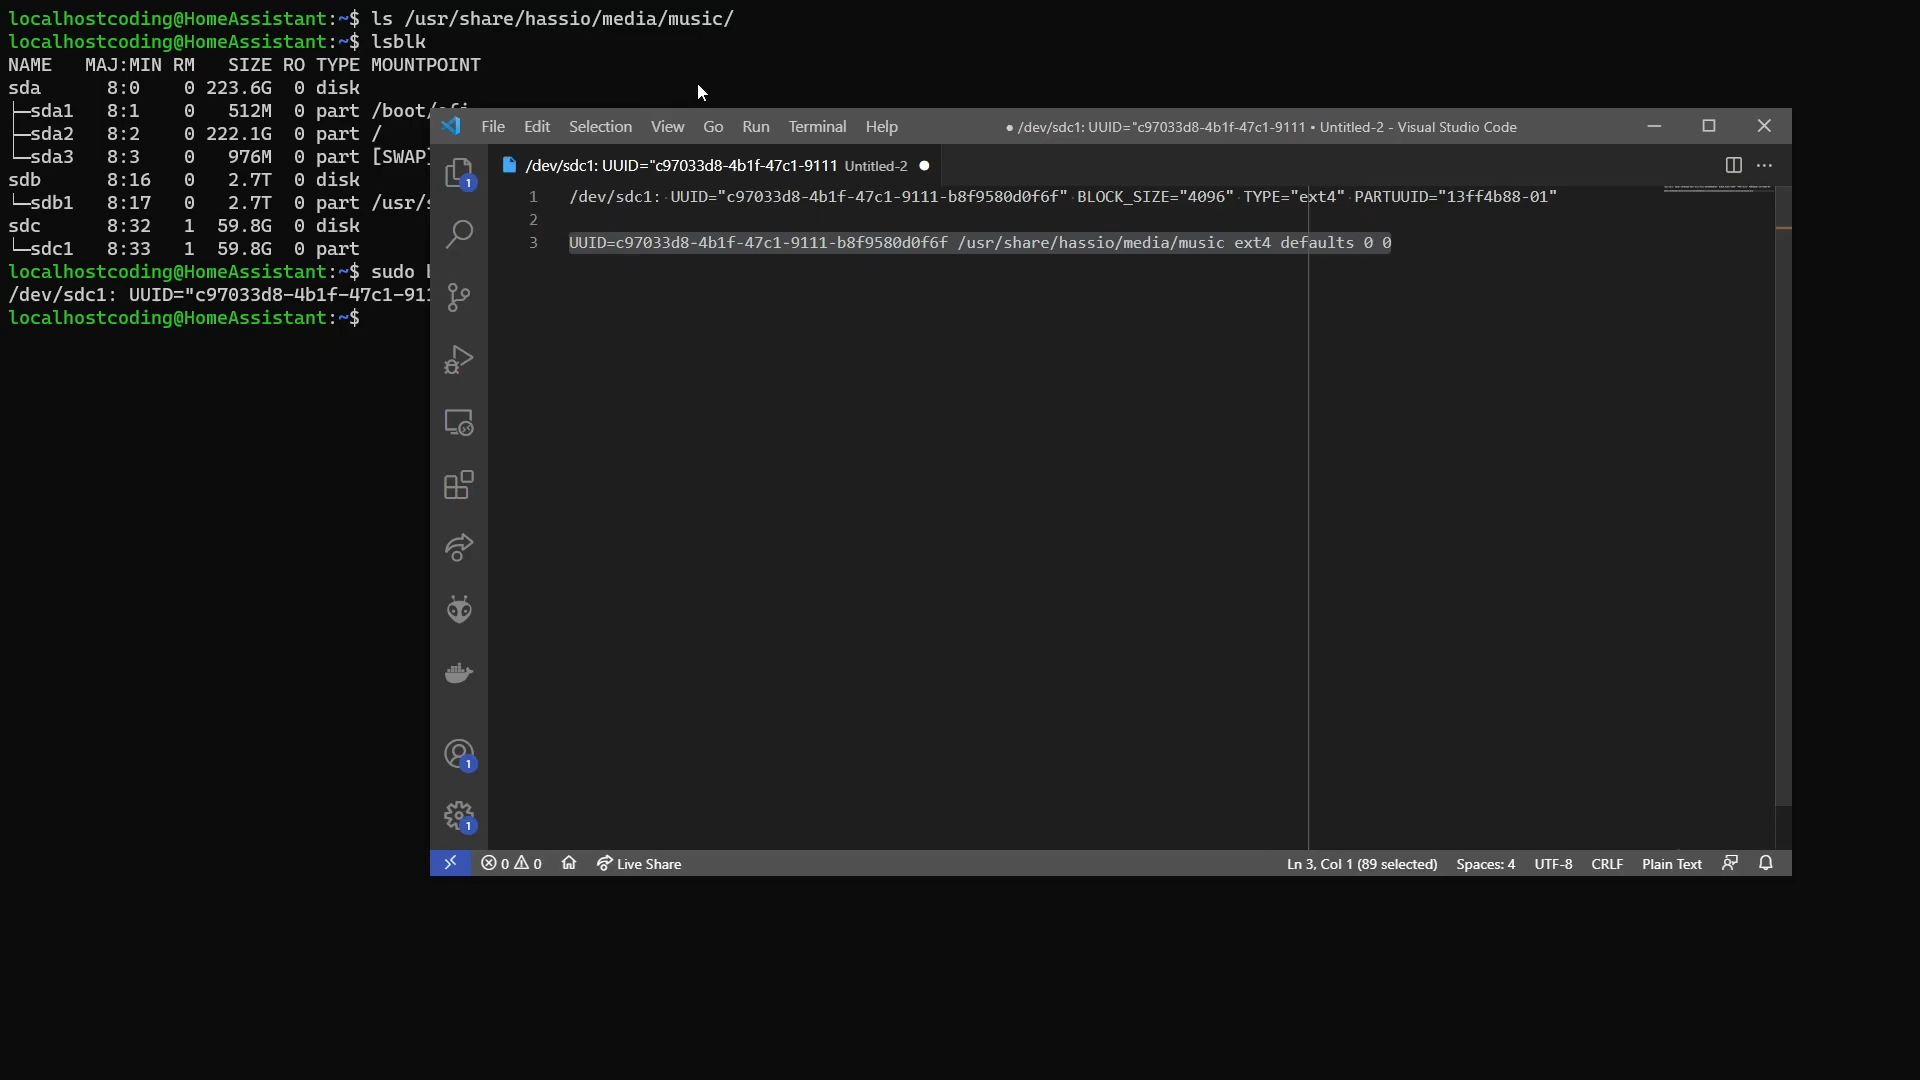 localhostcoding@HomeAssistant:~$ ls /usr/share/hassio/media/music/
localhostcoding@HomeAssistant:~$ lsblk
NAME MAJ:MIN RM SIZE RO TYPE MOUNTPOINT
sda 8:0 0 223.6G 0 disk
├─sda1 8:1 0 512M 0 part /boot/efi
├─sda2 8:2 0 222.1G 0 part /
└─sda3 8:3 0 976M 0 part [SWAP]
sdb 8:16 0 2.7T 0 disk
└─sdb1 8:17 0 2.7T 0 part /usr/s
sdc 8:32 1 59.8G 0 disk
└─sdc1 8:33 1 59.8G 0 part
localhostcoding@HomeAssistant:~$ sudo
/dev/sdc1: UUID="c97033d8-4b1f-47c1-911
localhostcoding@HomeAssistant:~$
File Edit Selection View Go Run Terminal Help
● /dev/sdc1: UUID="c97033d8-4b1f-47c1-9111 • Untitled-2 - Visual Studio Code
/dev/sdc1: UUID="c97033d8-4b1f-47c1-9111 Untitled-2 ●
1 /dev/sdc1: UUID="c97033d8-4b1f-47c1-9111-b8f9580d0f6f" BLOCK_SIZE="4096" TYPE="ext4" PARTUUID="13ff4b88-01"
2
3 UUID=c97033d8-4b1f-47c1-9111-b8f9580d0f6f /usr/share/hassio/media/music ext4 defaults 0 0
1
1
1
0 0 Live Share
Ln 3, Col 1 (89 selected) Spaces: 4 UTF-8 CRLF Plain Text